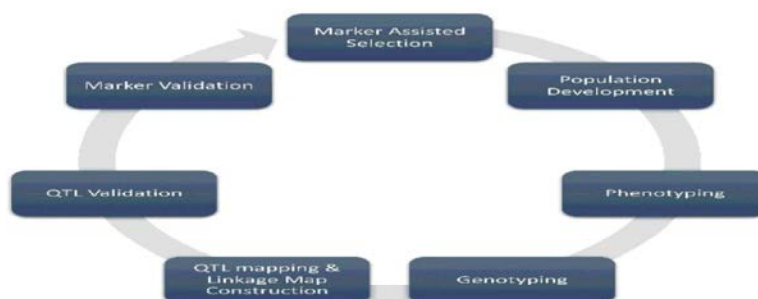 Marker Assisted
Selection
Population
Development
Phenotyping
Genotyping
QTL mapping &
Linkage Map
Construction
QTL Validation
Marker Validation